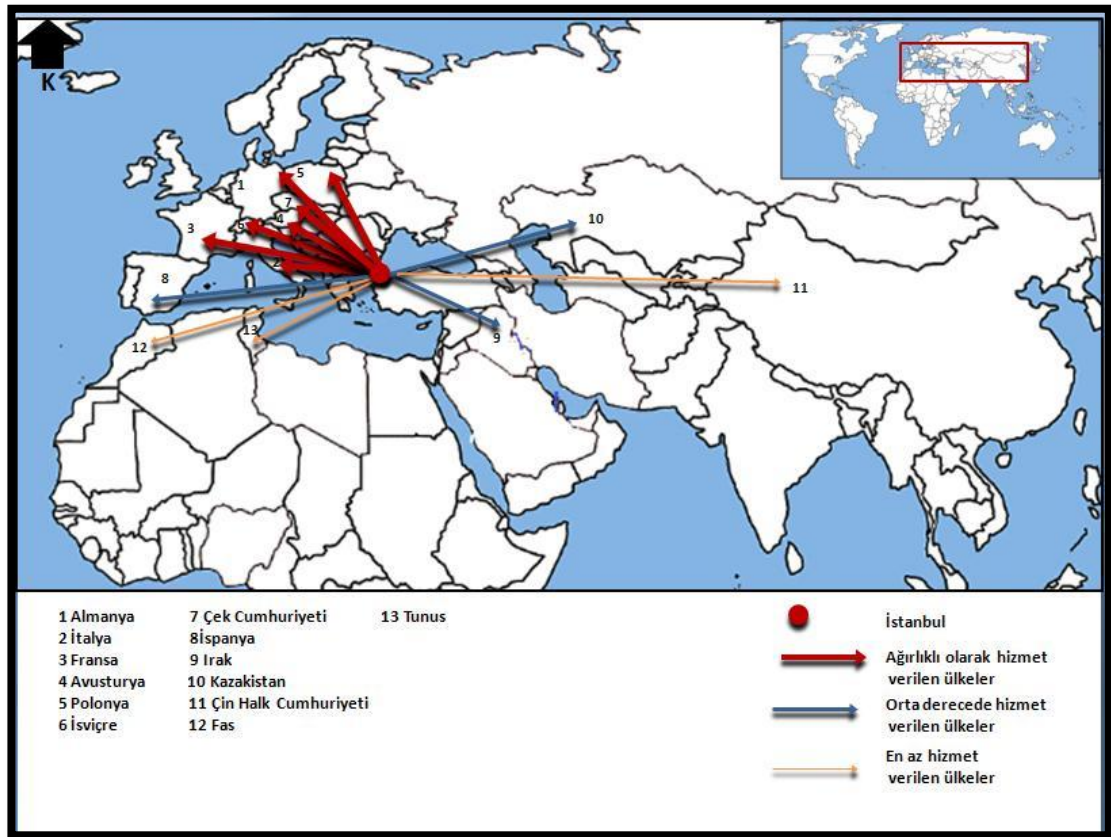 K
1
5
7
4
6
3
2
8
10
11
12
13
9
1 Almanya
2 İtalya
3 Fransa
4 Avusturya
5 Polonya
6 İsviçre
7 Çek Cumhuriyeti
8İspanya
9 Irak
10 Kazakistan
11 Çin Halk Cumhuriyeti
12 Fas
13 Tunus
İstanbul
Ağırlıklı olarak hizmet
verilen ülkeler
Orta derecede hizmet
verilen ülkeler
En az hizmet
verilen ülkeler